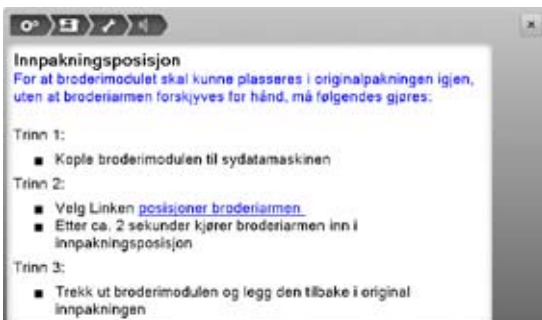 Innpakningsposisjon
For at broderimodulet skal kunne plasseres i originalpakningen igjen,
uten at broderiarmen forskjyves for hånd, må følgendes gjøres:
Trinn 1:
■ Kople broderimodulen til sydatamaskinen
Trinn 2:
■ Velg Linken posisjoner broderiarmen
■ Etter ca. 2 sekunder kjører broderiarmen inn i
innpakningsposisjon
Trinn 3:
■ Trekk ut broderimodulen og legg den tilbake i original
innpakningen